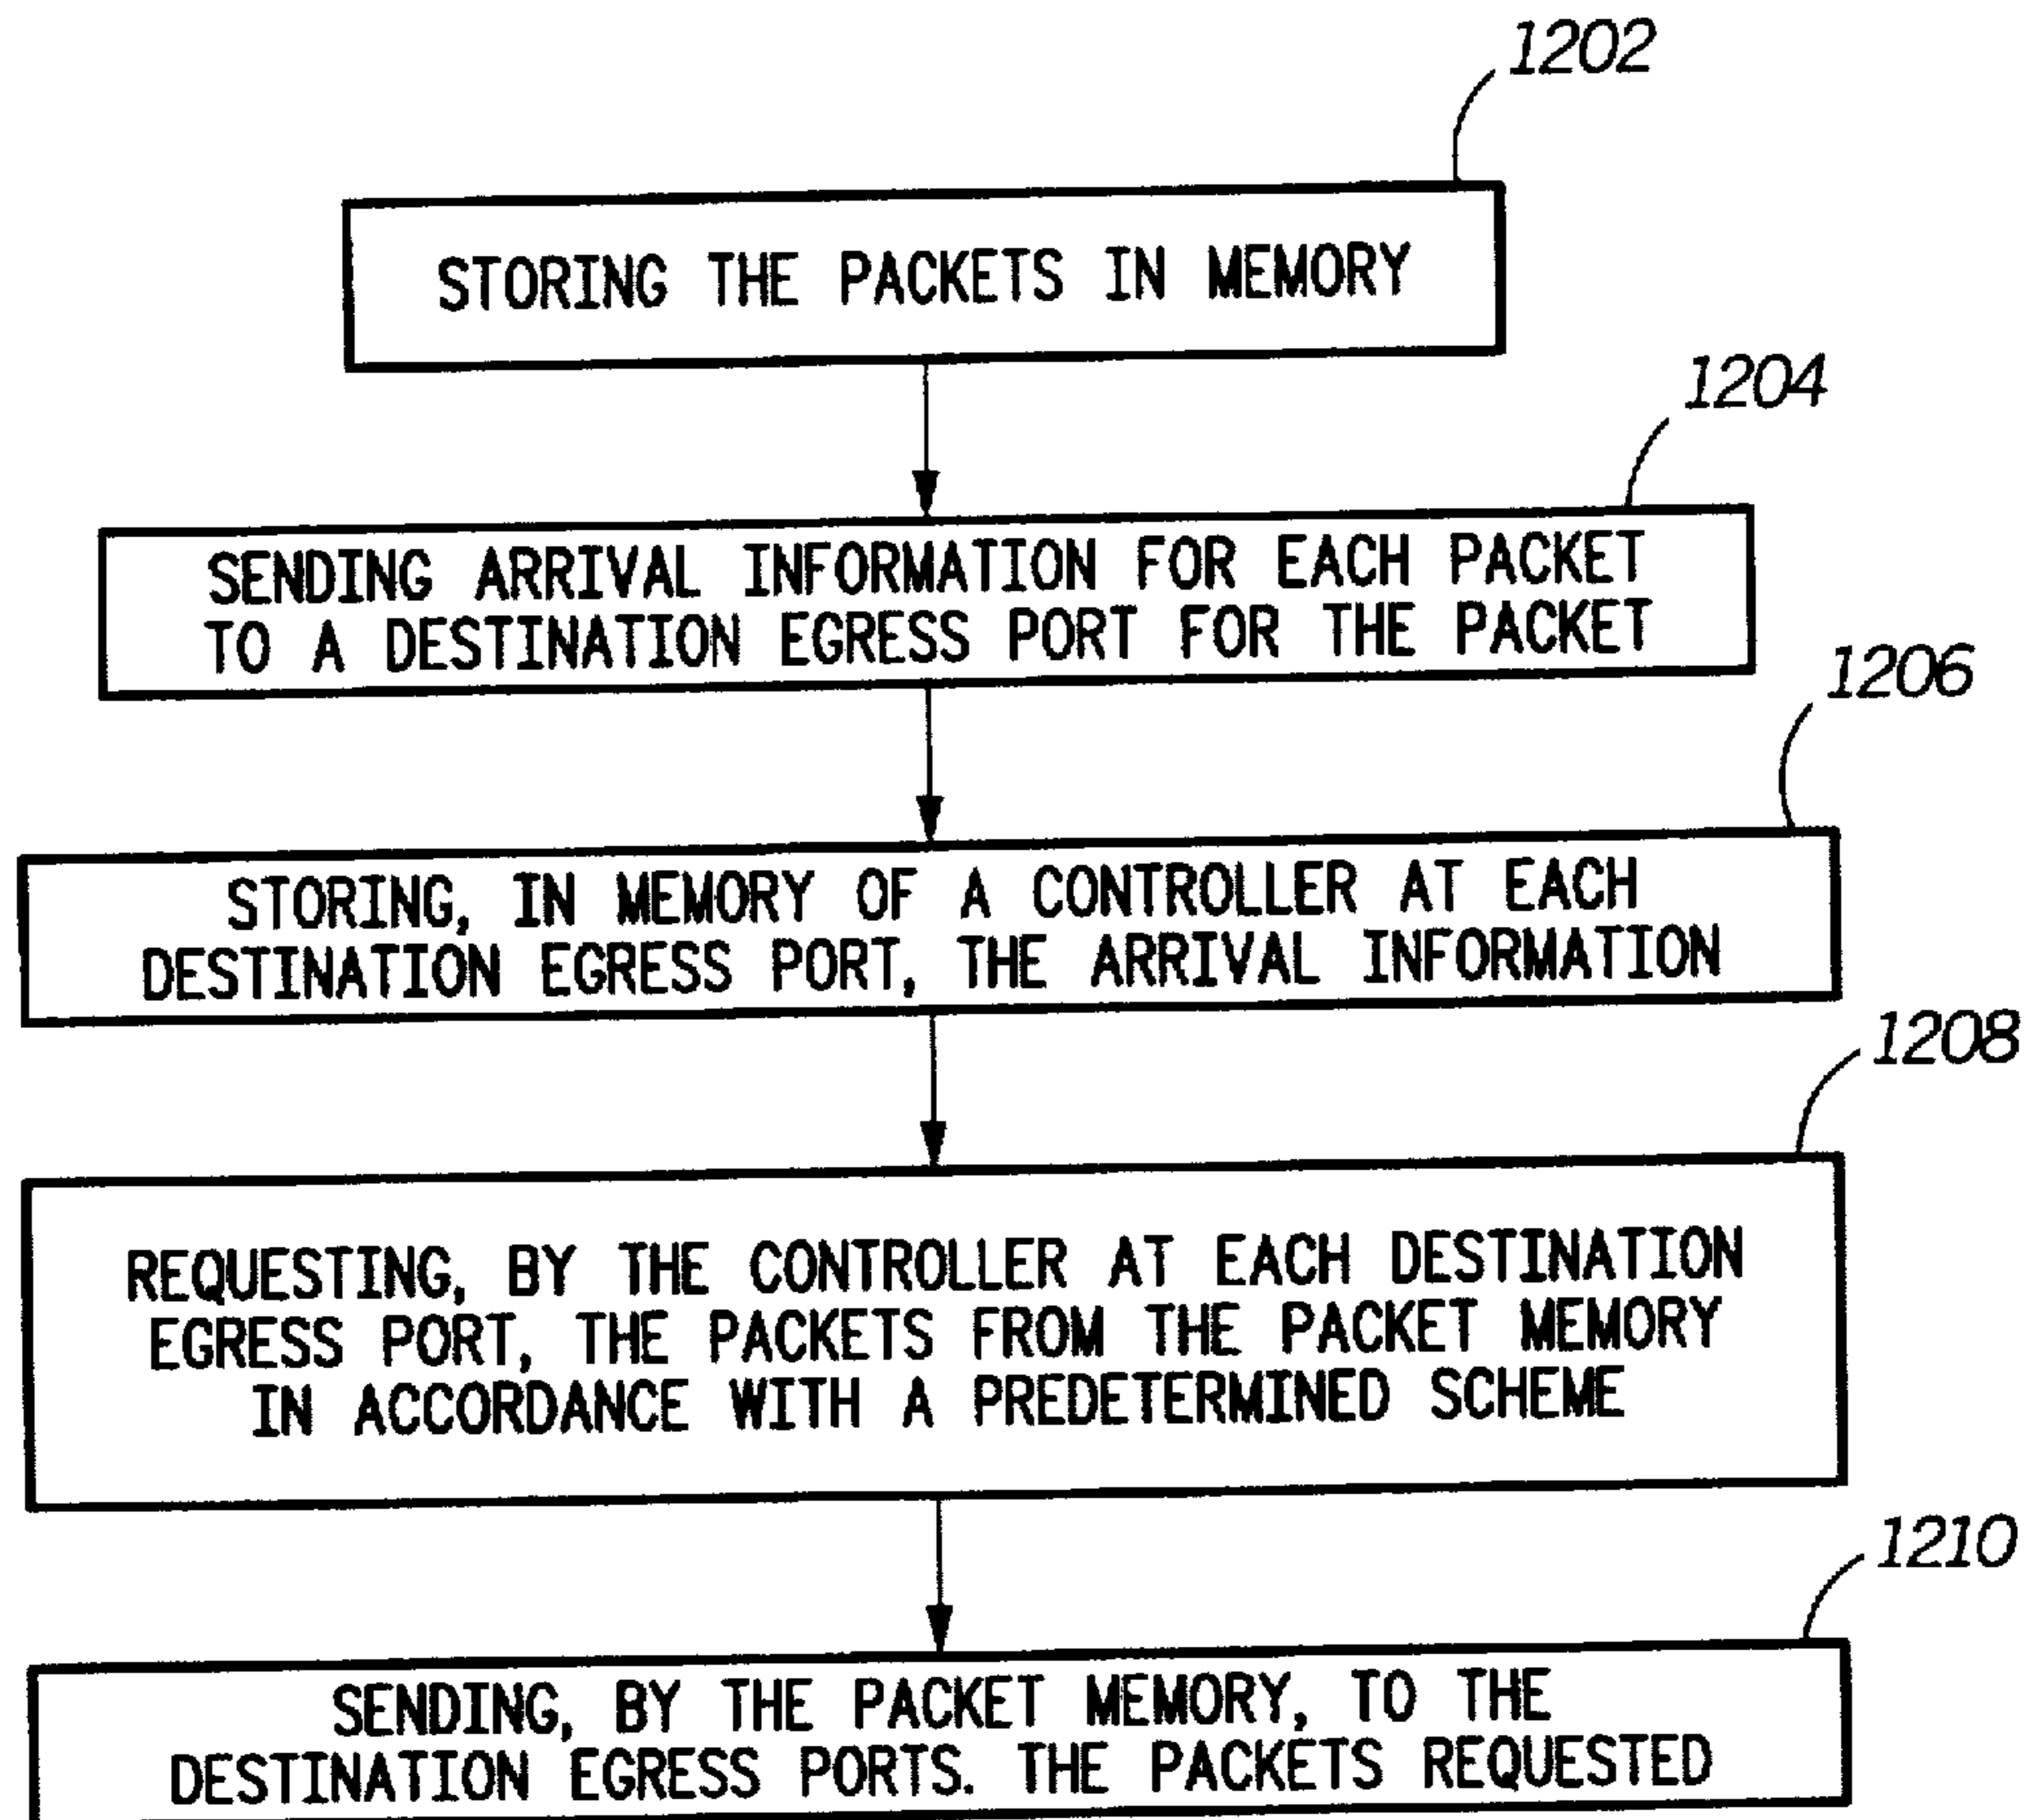 1202
STORING THE PACKETS IN MEMORY
1204
SENDING ARRIVAL INFORMATION FOR EACH PACKET
TO A DESTINATION EGRESS PORT FOR THE PACKET
1206
STORING, IN MEMORY OF A CONTROLLER AT EACH
DESTINATION EGRESS PORT, THE ARRIVAL INFORMATION
1208
REQUESTING, BY THE CONTROLLER AT EACH DESTINATION
EGRESS PORT, THE PACKETS FROM THE PACKET MEMORY
IN ACCORDANCE WITH A PREDETERMINED SCHEME
1210
SENDING, BY THE PACKET MEMORY, TO THE
DESTINATION EGRESS PORTS. THE PACKETS REQUESTED